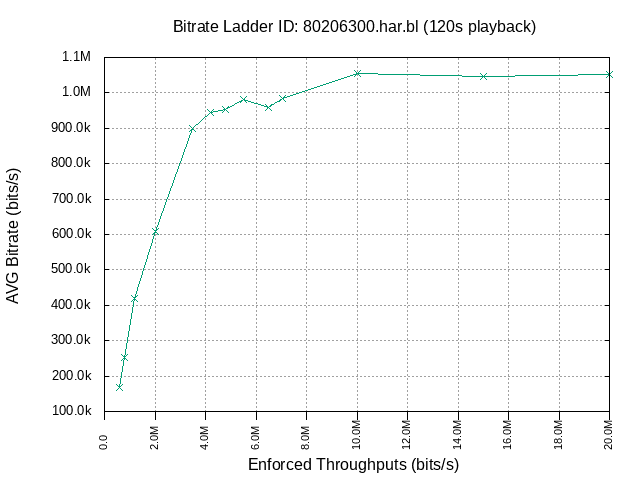 Bitrate Ladder ID: 80206300.har.bl (120s playback)
1.1M
1.0M
900.0k
800.0k
700.0k
600.0k
500.0k
400.0k
300.0k
200.0k
100.0k
AVG Bitrate (bits/s)
0.0
2.0M
4.0M
6.0M
8.0M
10.0M
12.0M
14.0M
16.0M
18.0M
20.0M
Enforced Throughputs (bits/s)